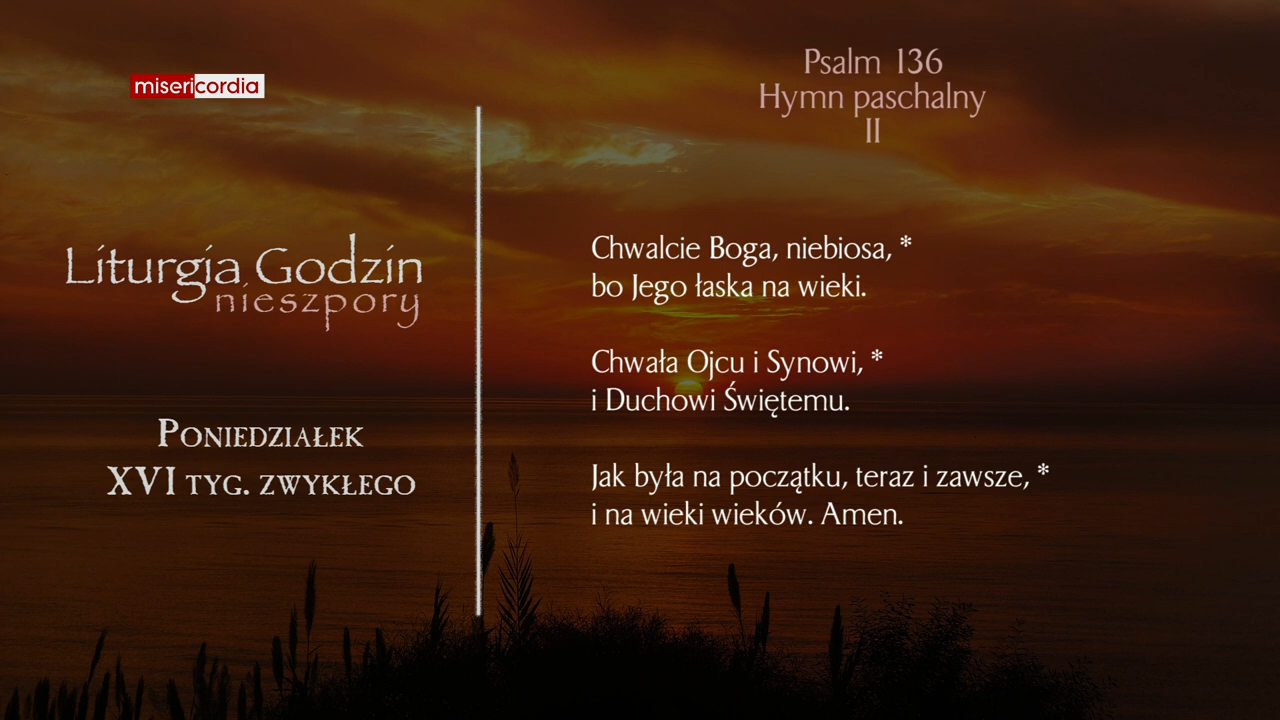 misericordia
Liturgia Godzin
nieszpory
Poniedziałek
XVI tyg. zwykłego
Psalm 136
Hymn paschalny
II
Chwalcie Boga, niebiosa, *
bo Jego łaska na wieki.
Chwała Ojcu i Synowi, *
i Duchowi Świętemu.
Jak była na początku, teraz i zawsze, *
i na wieki wieków. Amen.